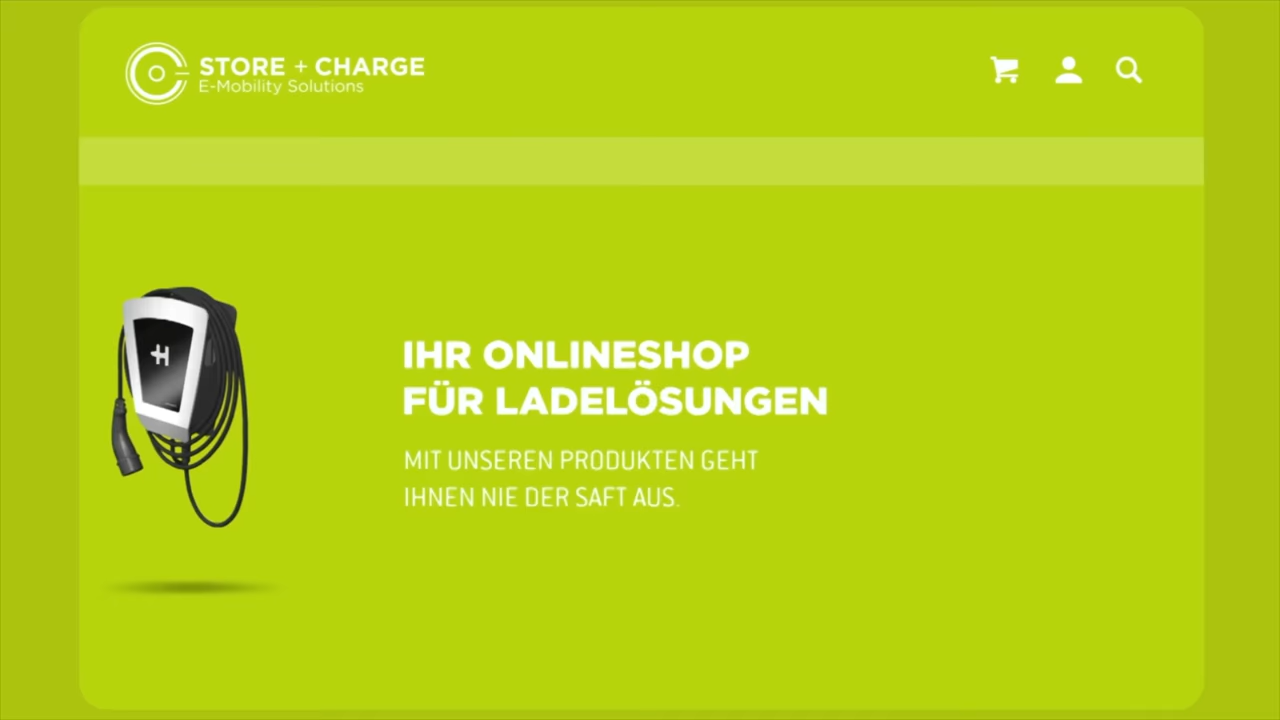 STORE + CHARGE
E-Mobility Solutions
IHR ONLINESHOP
FÜR LADELÖSUNGEN
MIT UNSEREN PRODUKTEN GEHT
IHNEN NIE DER SAFT AUS.